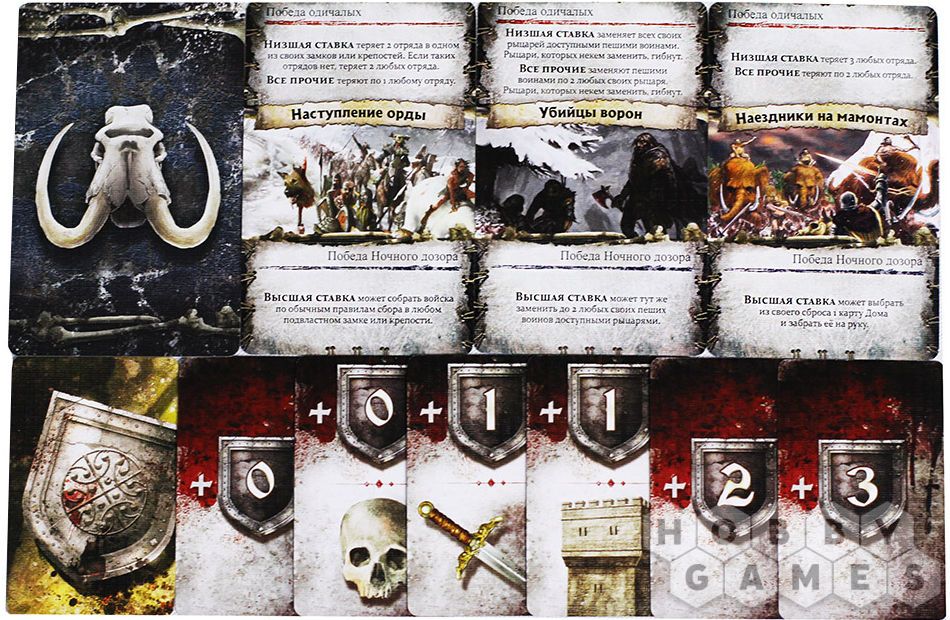 Победа одичалых
НИЗШАЯ СТАВКА теряет 2 отряда в одном
из своих замков или крепостей. Если таких
отрядов нет, теряет 2 любых отряда.
ВСЕ ПРОЧИЕ теряют по 1 любому отряду.
Наступление орды
Победа Ночного дозора
ВЫСШАЯ СТАВКА может собрать войска
по обычным правилам сбора в любом
подвластном замке или крепости.
Победа одичалых
НИЗШАЯ СТАВКА заменяет всех своих
рыцарей доступными пешими воинами.
Рыцари, которых некем заменить, гибнут.
ВСЕ ПРОЧИЕ заменяют пешими
воинами по 2 любых своих рыцаря.
Рыцари, которых некем заменить, гибнут.
Убийцы ворон
Победа Ночного дозора
ВЫСШАЯ СТАВКА может тут же
заменить до 2 любых своих пеших
воинов доступными рыцарями.
Победа одичалых
НИЗШАЯ СТАВКА теряет 3 любых отряда.
ВСЕ ПРОЧИЕ теряют по 2 любых отряда.
Наездники на мамонтах
Победа Ночного дозора
ВЫСШАЯ СТАВКА может выбрать
из своего сброса 1 карту Дома
и забрать её на руку.
+0
+0
+1
+1
+2
+3
HOBBY
GAMES